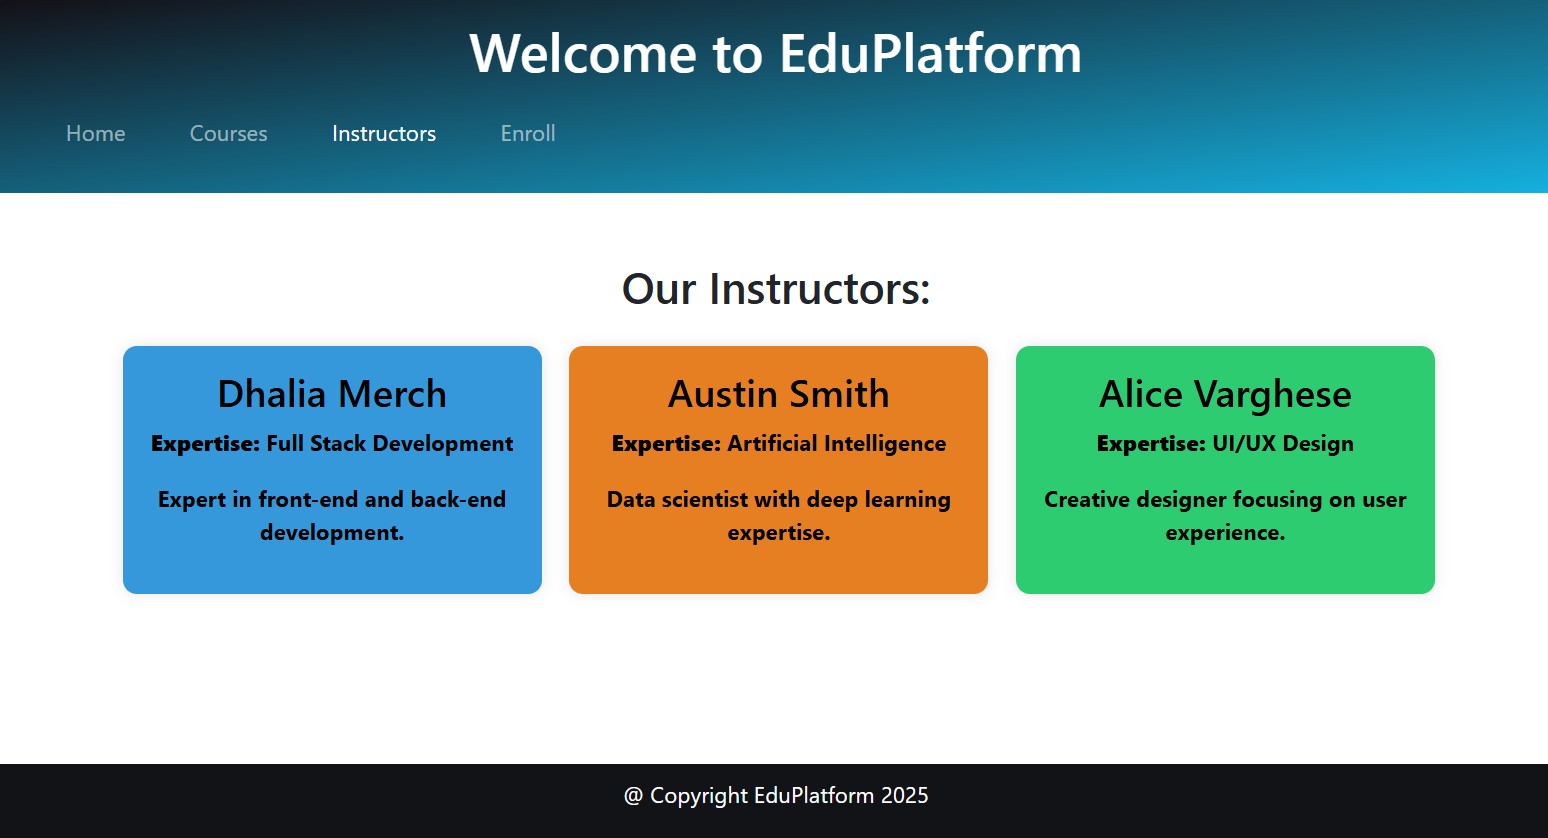 Welcome to EduPlatform
Home Courses Instructors Enroll
Our Instructors:
Dhalia Merch
Expertise: Full Stack Development
Expert in front-end and back-end
development.
Austin Smith
Expertise: Artificial Intelligence
Data scientist with deep learning
expertise.
Alice Varghese
Expertise: UI/UX Design
Creative designer focusing on user
experience.
@ Copyright EduPlatform 2025